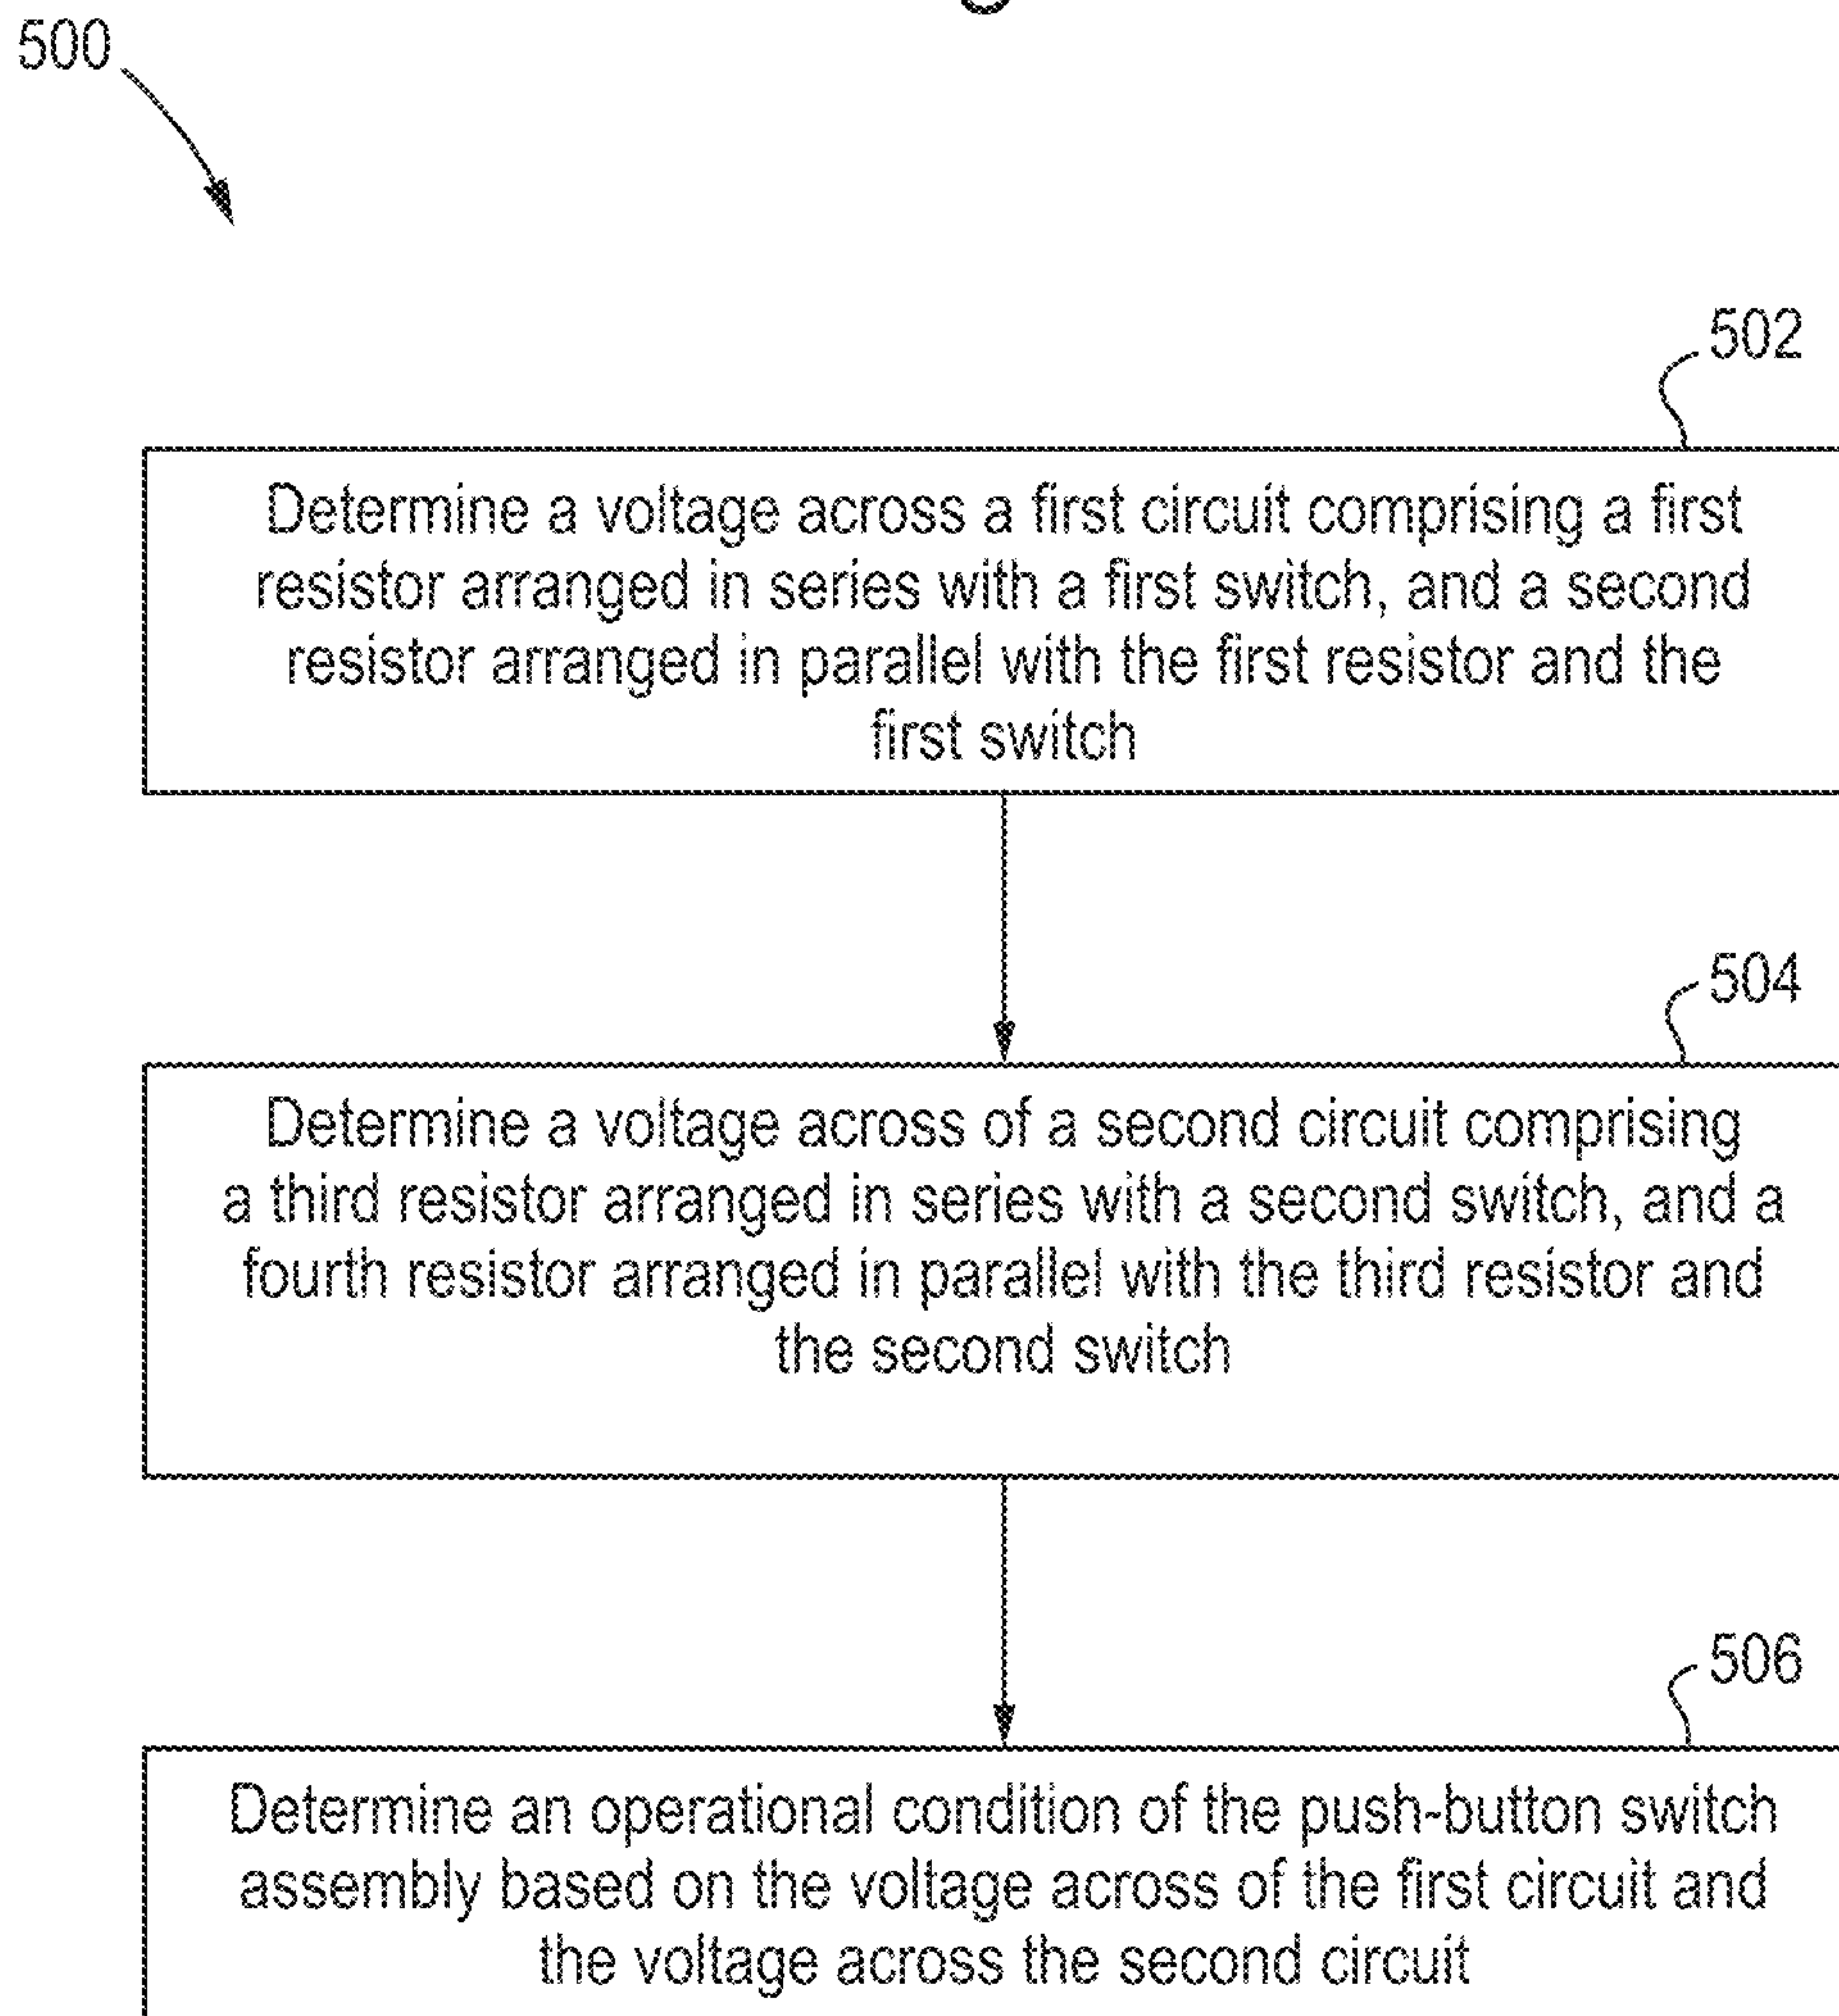 500
502
Determine a voltage across a first circuit comprising a first
resistor arranged in series with a first switch, and a second
resistor arranged in parallel with the first resistor and the
first switch
504
Determine a voltage across of a second circuit comprising
a third resistor arranged in series with a second switch, and a
fourth resistor arranged in parallel with the third resistor and
the second switch
506
Determine an operational condition of the push-button switch
assembly based on the voltage across of the first circuit and
the voltage across the second circuit